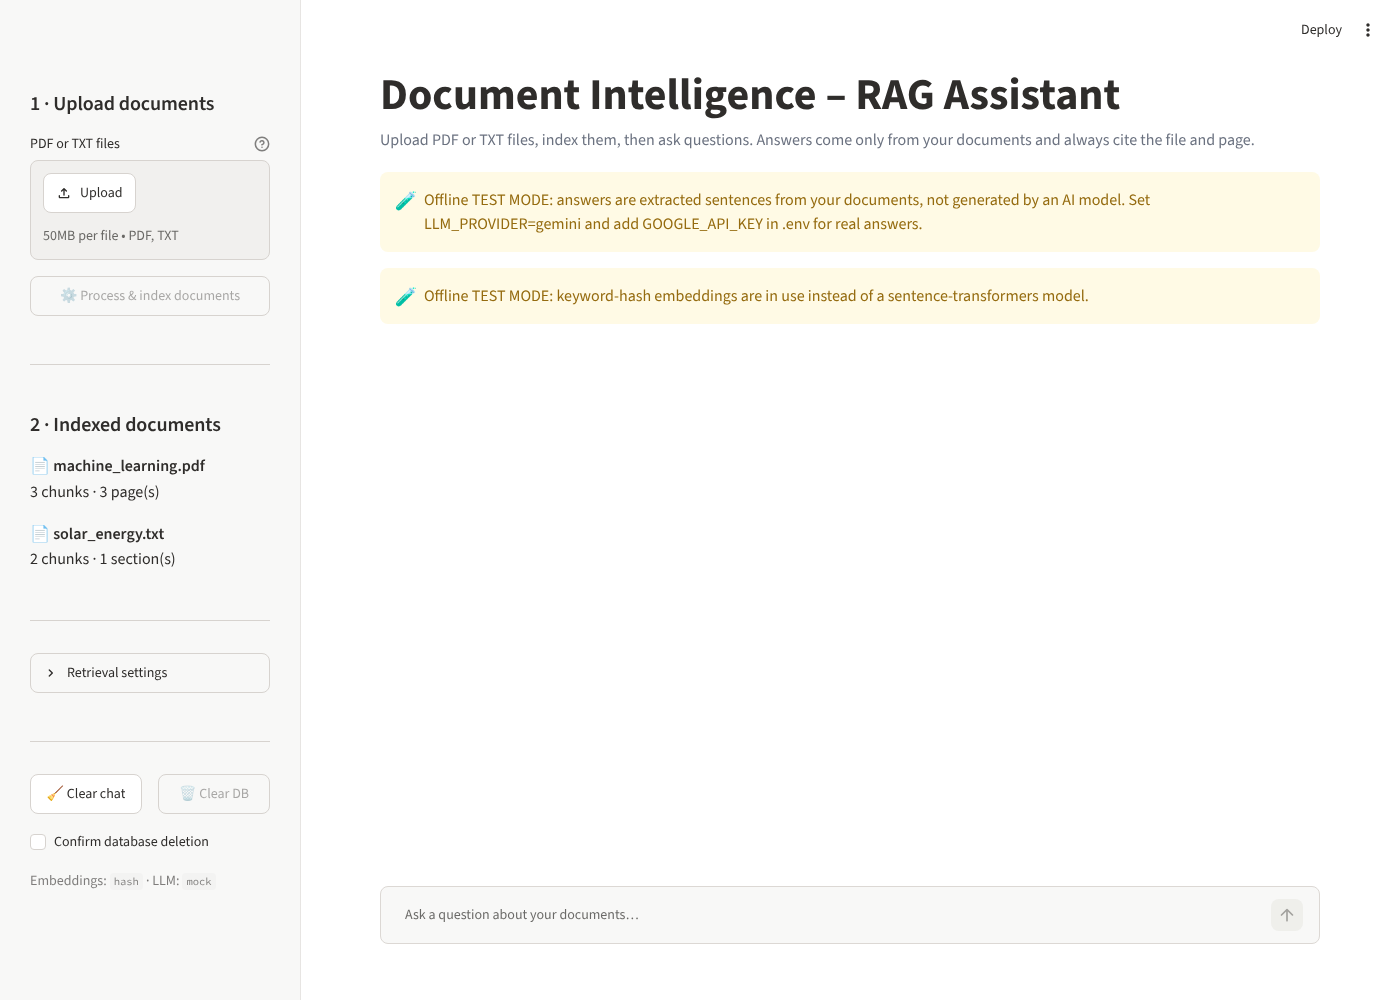 Deploy
1 · Upload documents
PDF or TXT files
Upload
50MB per file • PDF, TXT
⚙️ Process & index documents
2 · Indexed documents
📄 machine_learning.pdf
3 chunks · 3 page(s)
📄 solar_energy.txt
2 chunks · 1 section(s)
Retrieval settings
🧹 Clear chat
🗑️ Clear DB
Confirm database deletion
Embeddings: hash · LLM: mock
Document Intelligence – RAG Assistant
Upload PDF or TXT files, index them, then ask questions. Answers come only from your documents and always cite the file and page.
🧪 Offline TEST MODE: answers are extracted sentences from your documents, not generated by an AI model. Set
LLM_PROVIDER=gemini and add GOOGLE_API_KEY in .env for real answers.
🧪 Offline TEST MODE: keyword-hash embeddings are in use instead of a sentence-transformers model.
Ask a question about your documents…